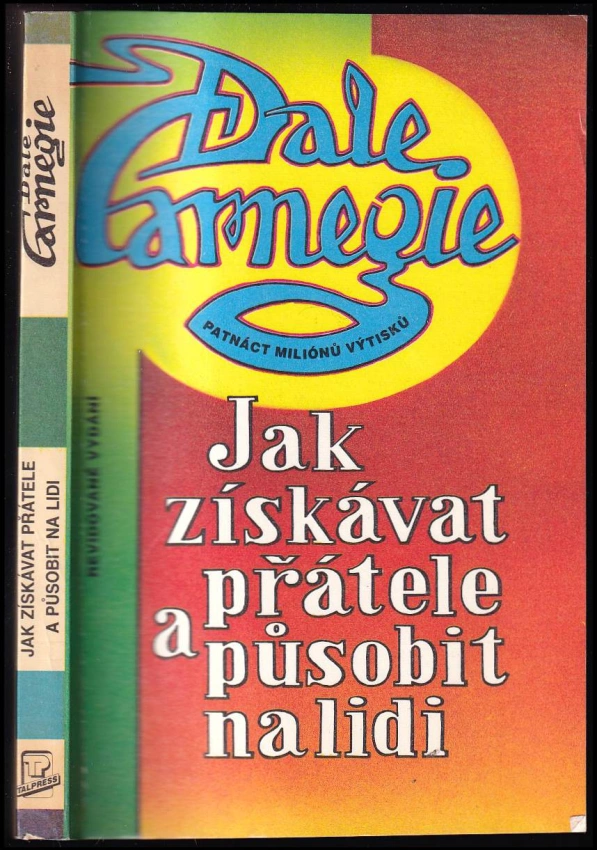 Dale
Carnegie
PATNÁCT MILIÓNŮ VÝTISKŮ
Jak
získávat
přátele
a působit
na lidi
REVIDOVANÉ VYDÁNÍ
Dale
Carnegie
JAK ZÍSKÁVAT PŘÁTELE
A PŮSOBIT NA LIDI
TALPRESS